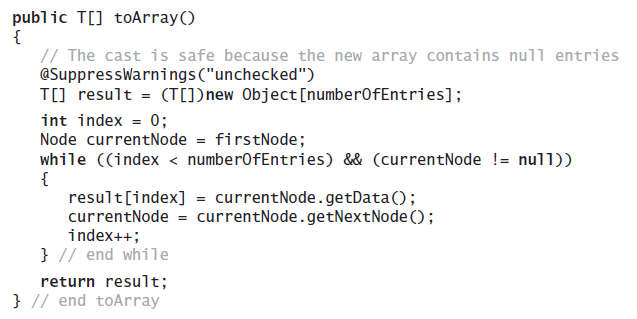 public T[] toArray()
{
// The cast is safe because the new array contains null entries
@SuppressWarnings("unchecked")
T[] result = (T[])new Object[numberOfEntries];
int index = 0;
Node currentNode = firstNode;
while ((index < numberOfEntries) && (currentNode != null))
{
result[index] = currentNode.getData();
currentNode = currentNode.getNextNode();
index++;
} // end while
return result;
} // end toArray